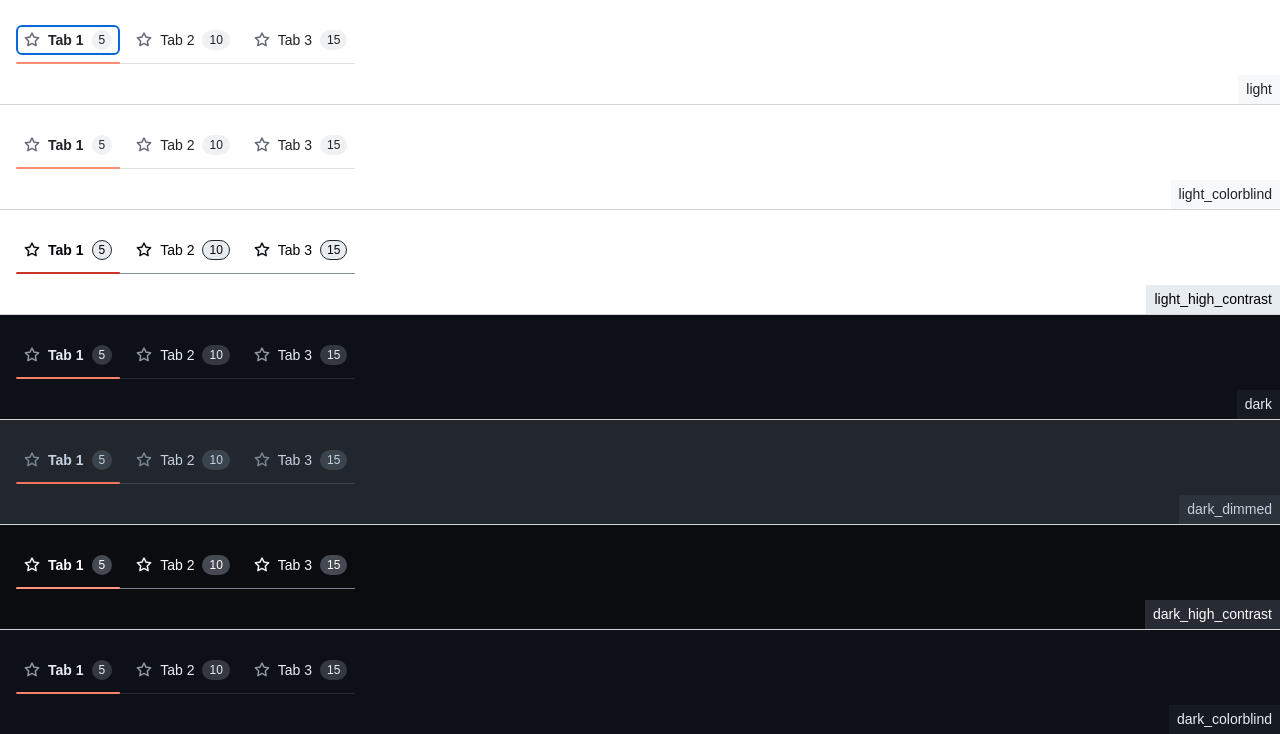 Tab 1 5 Tab 2 10 Tab 3 15
light
Tab 1 5 Tab 2 10 Tab 3 15
light_colorblind
Tab 1 5 Tab 2 10 Tab 3 15
light_high_contrast
Tab 1 5 Tab 2 10 Tab 3 15
dark
Tab 1 5 Tab 2 10 Tab 3 15
dark_dimmed
Tab 1 5 Tab 2 10 Tab 3 15
dark_high_contrast
Tab 1 5 Tab 2 10 Tab 3 15
dark_colorblind